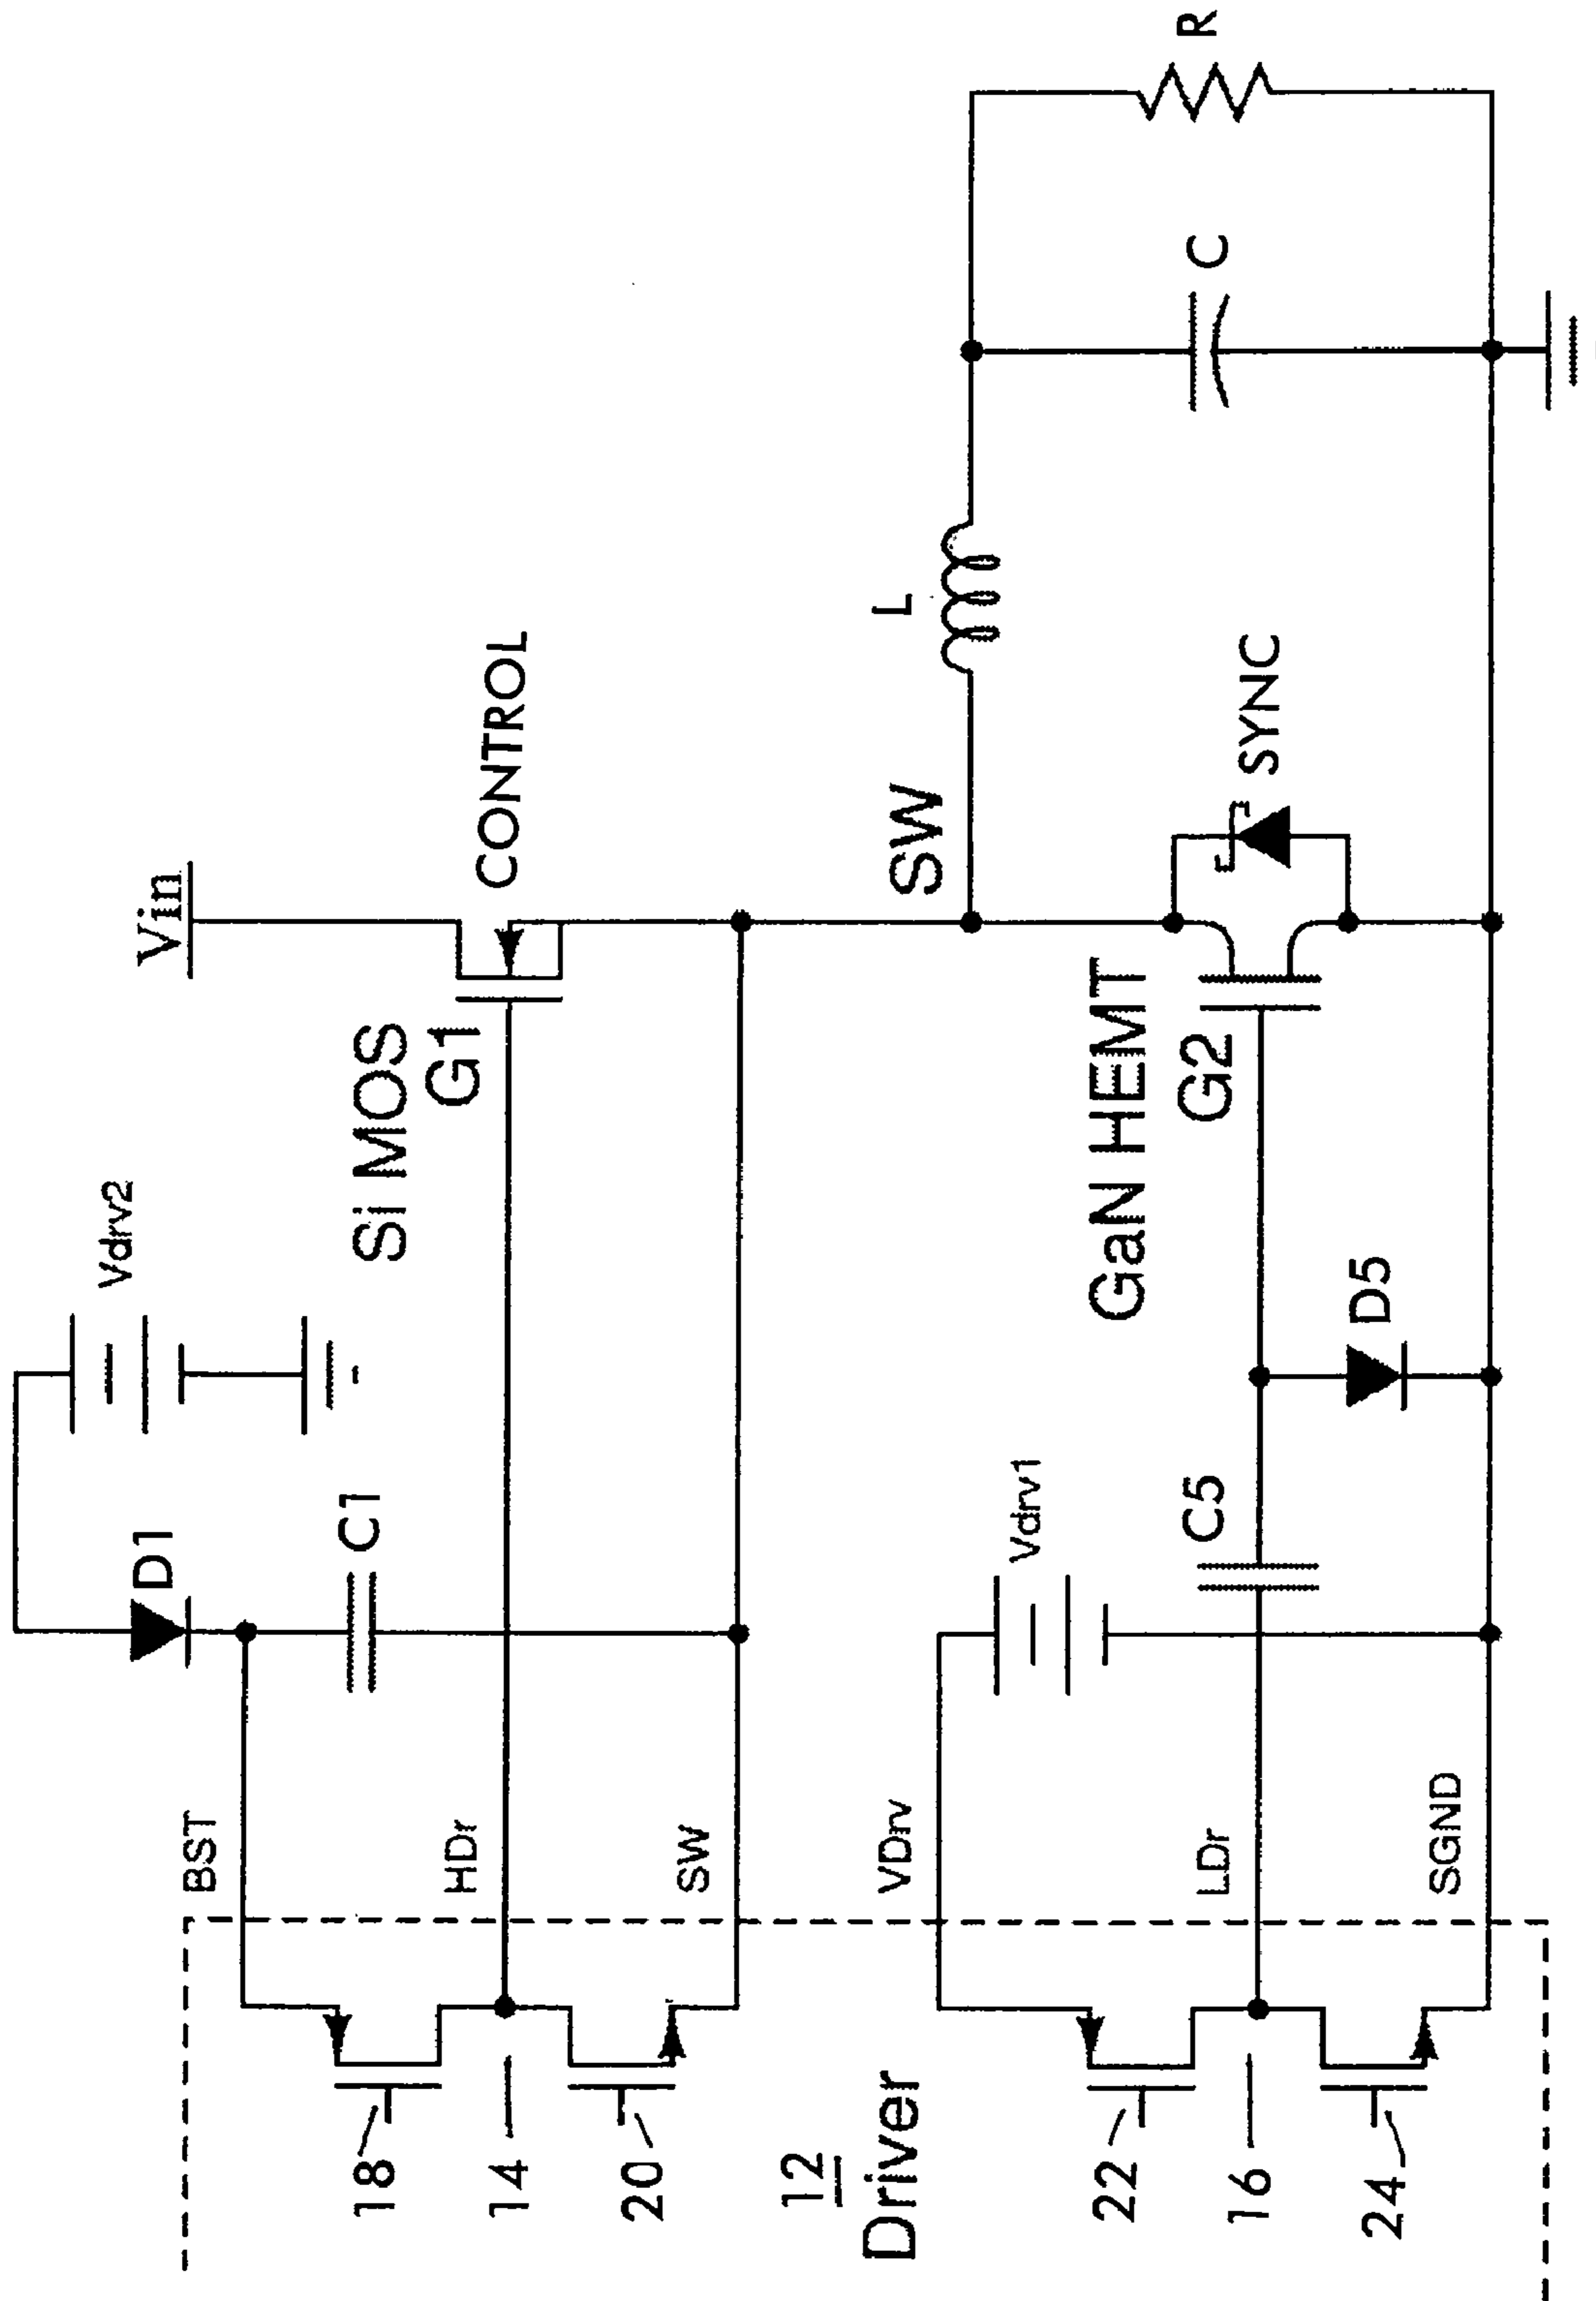 Vin
Vdrv2
D1
C1
BST
Si MOS
G1
CONTROL
HDr
SW
18
14
20
12
Driver
SW
L
C
R
VDrv
Vdrv1
GaN HEMT
G2
SYNC
C5
D5
LDr
SGND
22
16
24